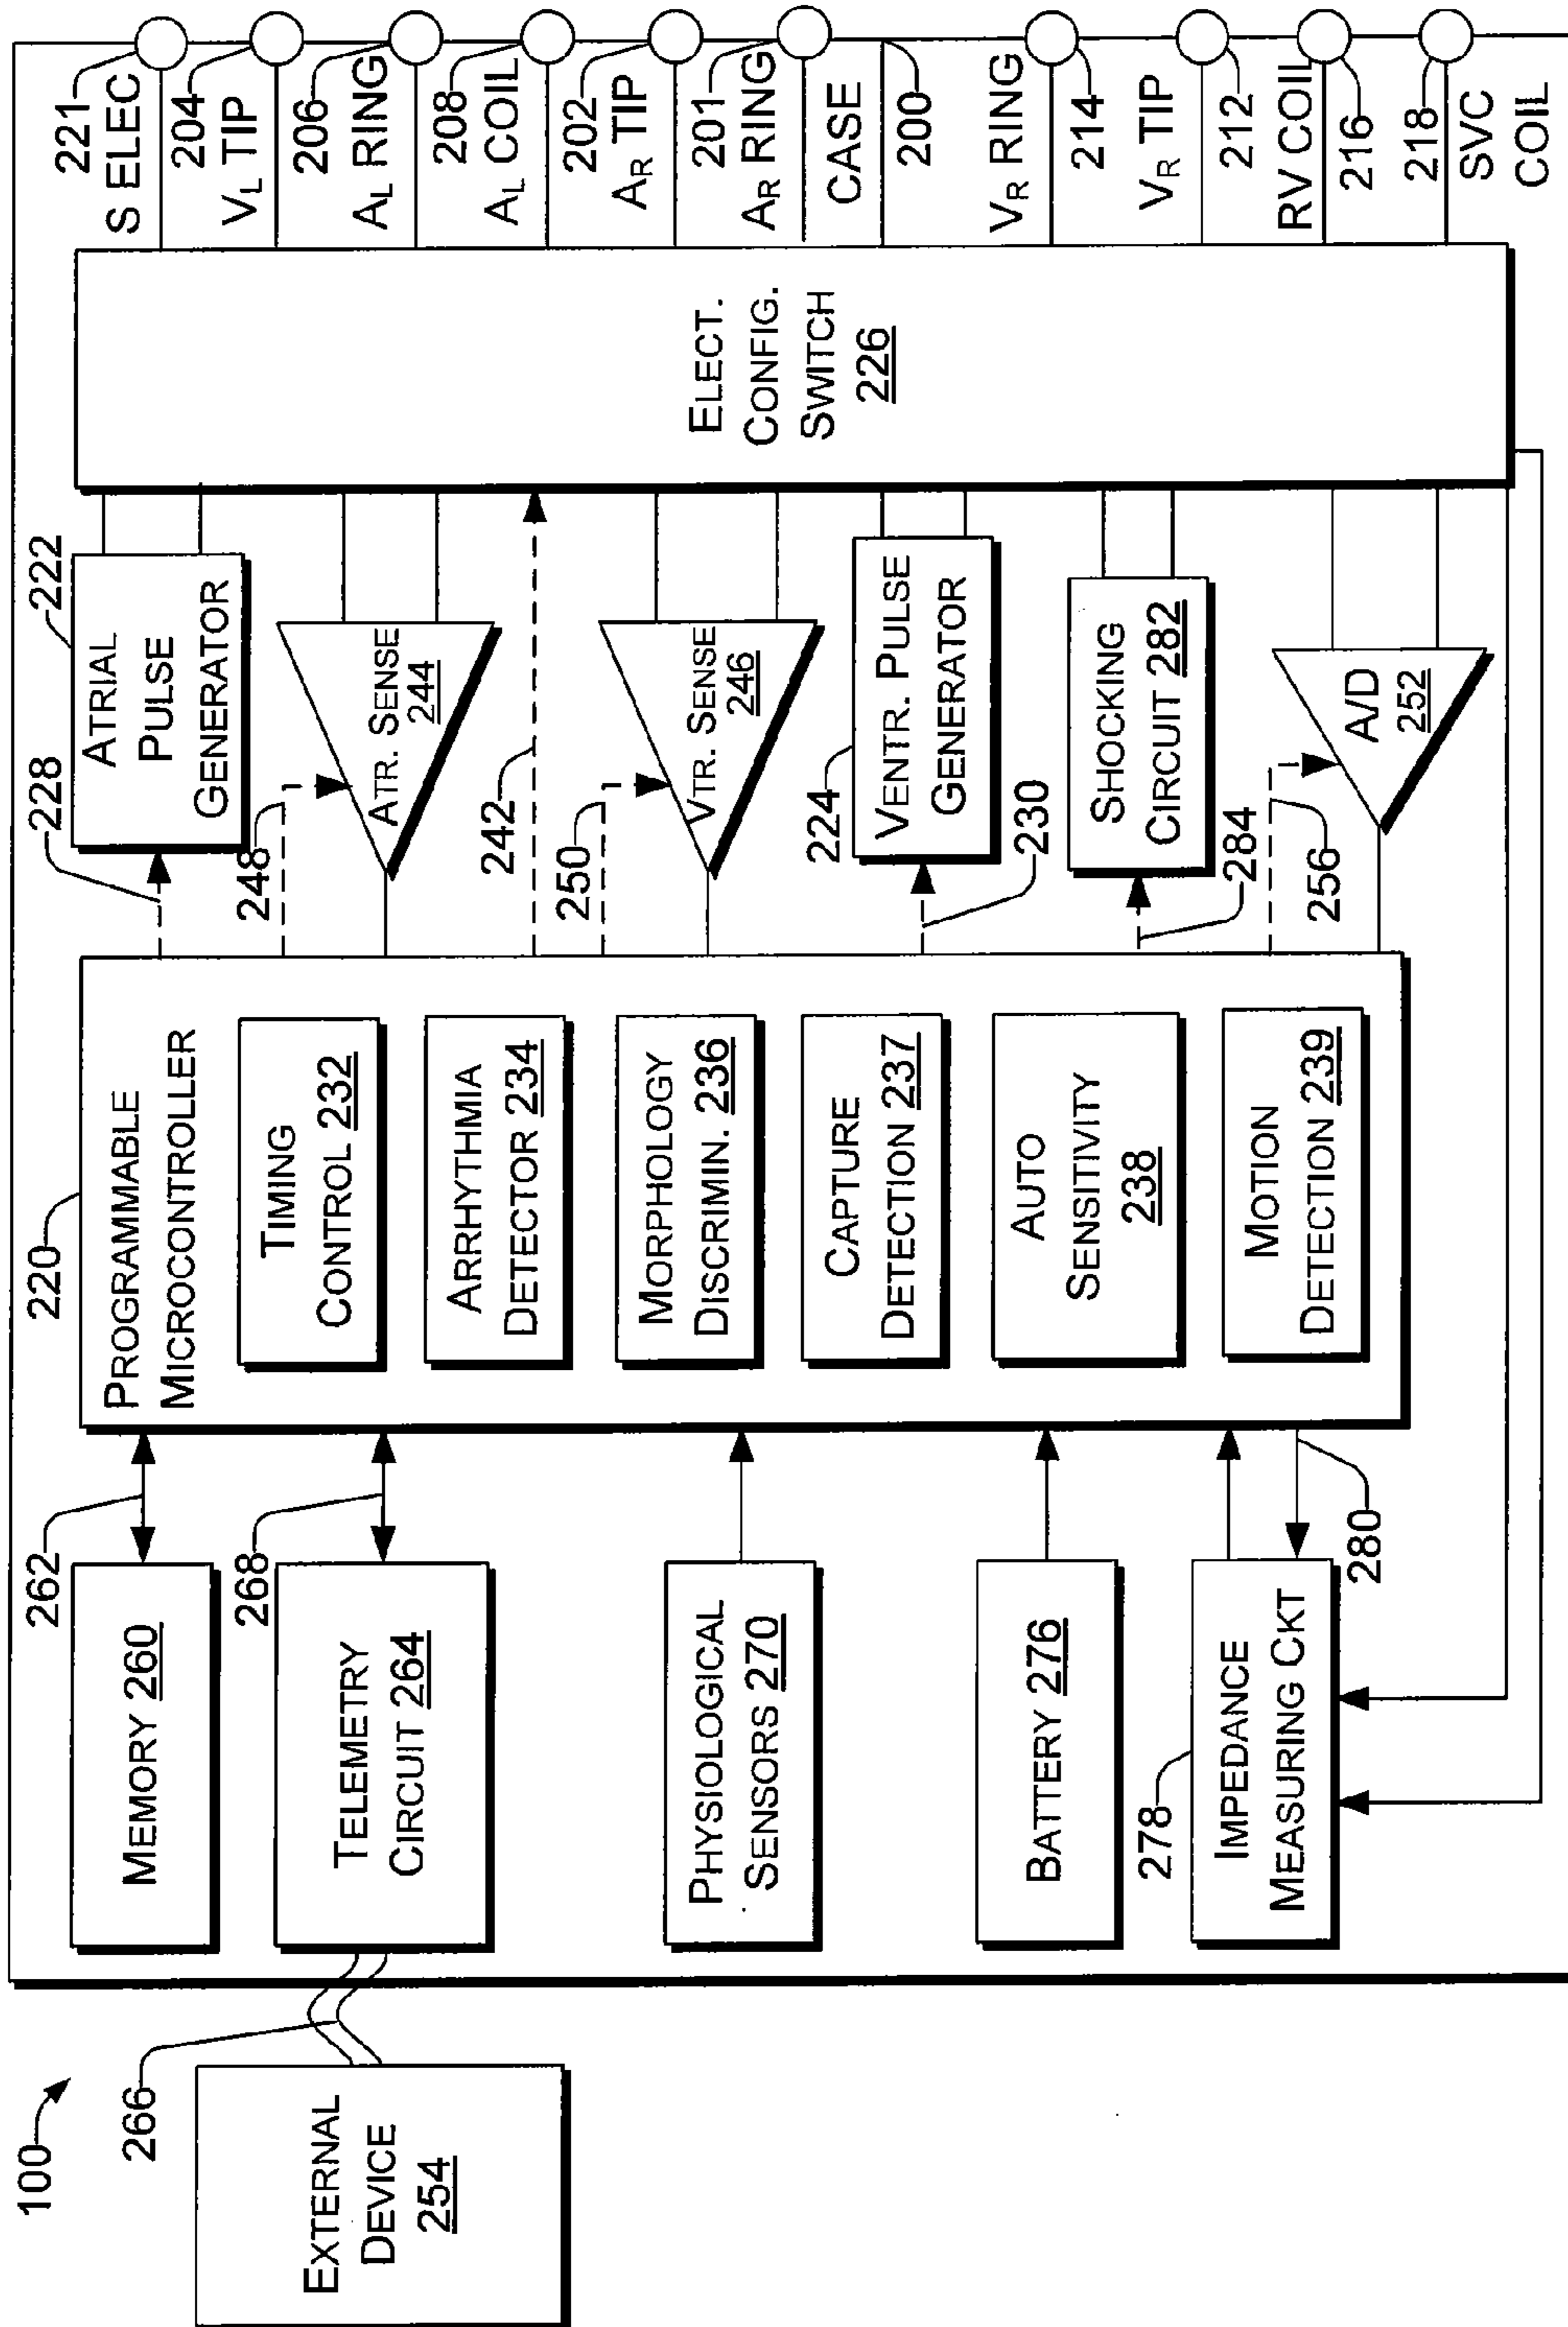 100
EXTERNAL
DEVICE
254
266
262
MEMORY 260
268
TELEMETRY
CIRCUIT 264
PHYSIOLOGICAL
SENSORS 270
BATTERY 276
278
IMPEDANCE
MEASURING CKT
280
220
PROGRAMMABLE
MICROCONTROLLER
TIMING
CONTROL 232
ARRHYTHMIA
DETECTOR 234
MORPHOLOGY
DISCRIMIN. 236
CAPTURE
DETECTION 237
AUTO
SENSITIVITY
238
MOTION
DETECTION 239
228
222
ATRIAL
PULSE
GENERATOR
248
ATR. SENSE
244
242
250
VTR. SENSE
246
224
VENTR. PULSE
GENERATOR
230
SHOCKING
CIRCUIT 282
284
256
A/D
252
ELECT.
CONFIG.
SWITCH
226
221
S ELEC
204
VL TIP
206
AL RING
208
AL COIL
202
AR TIP
201
AR RING
CASE
200
VR RING
214
VR TIP
212
RV COIL
216
218
SVC
COIL